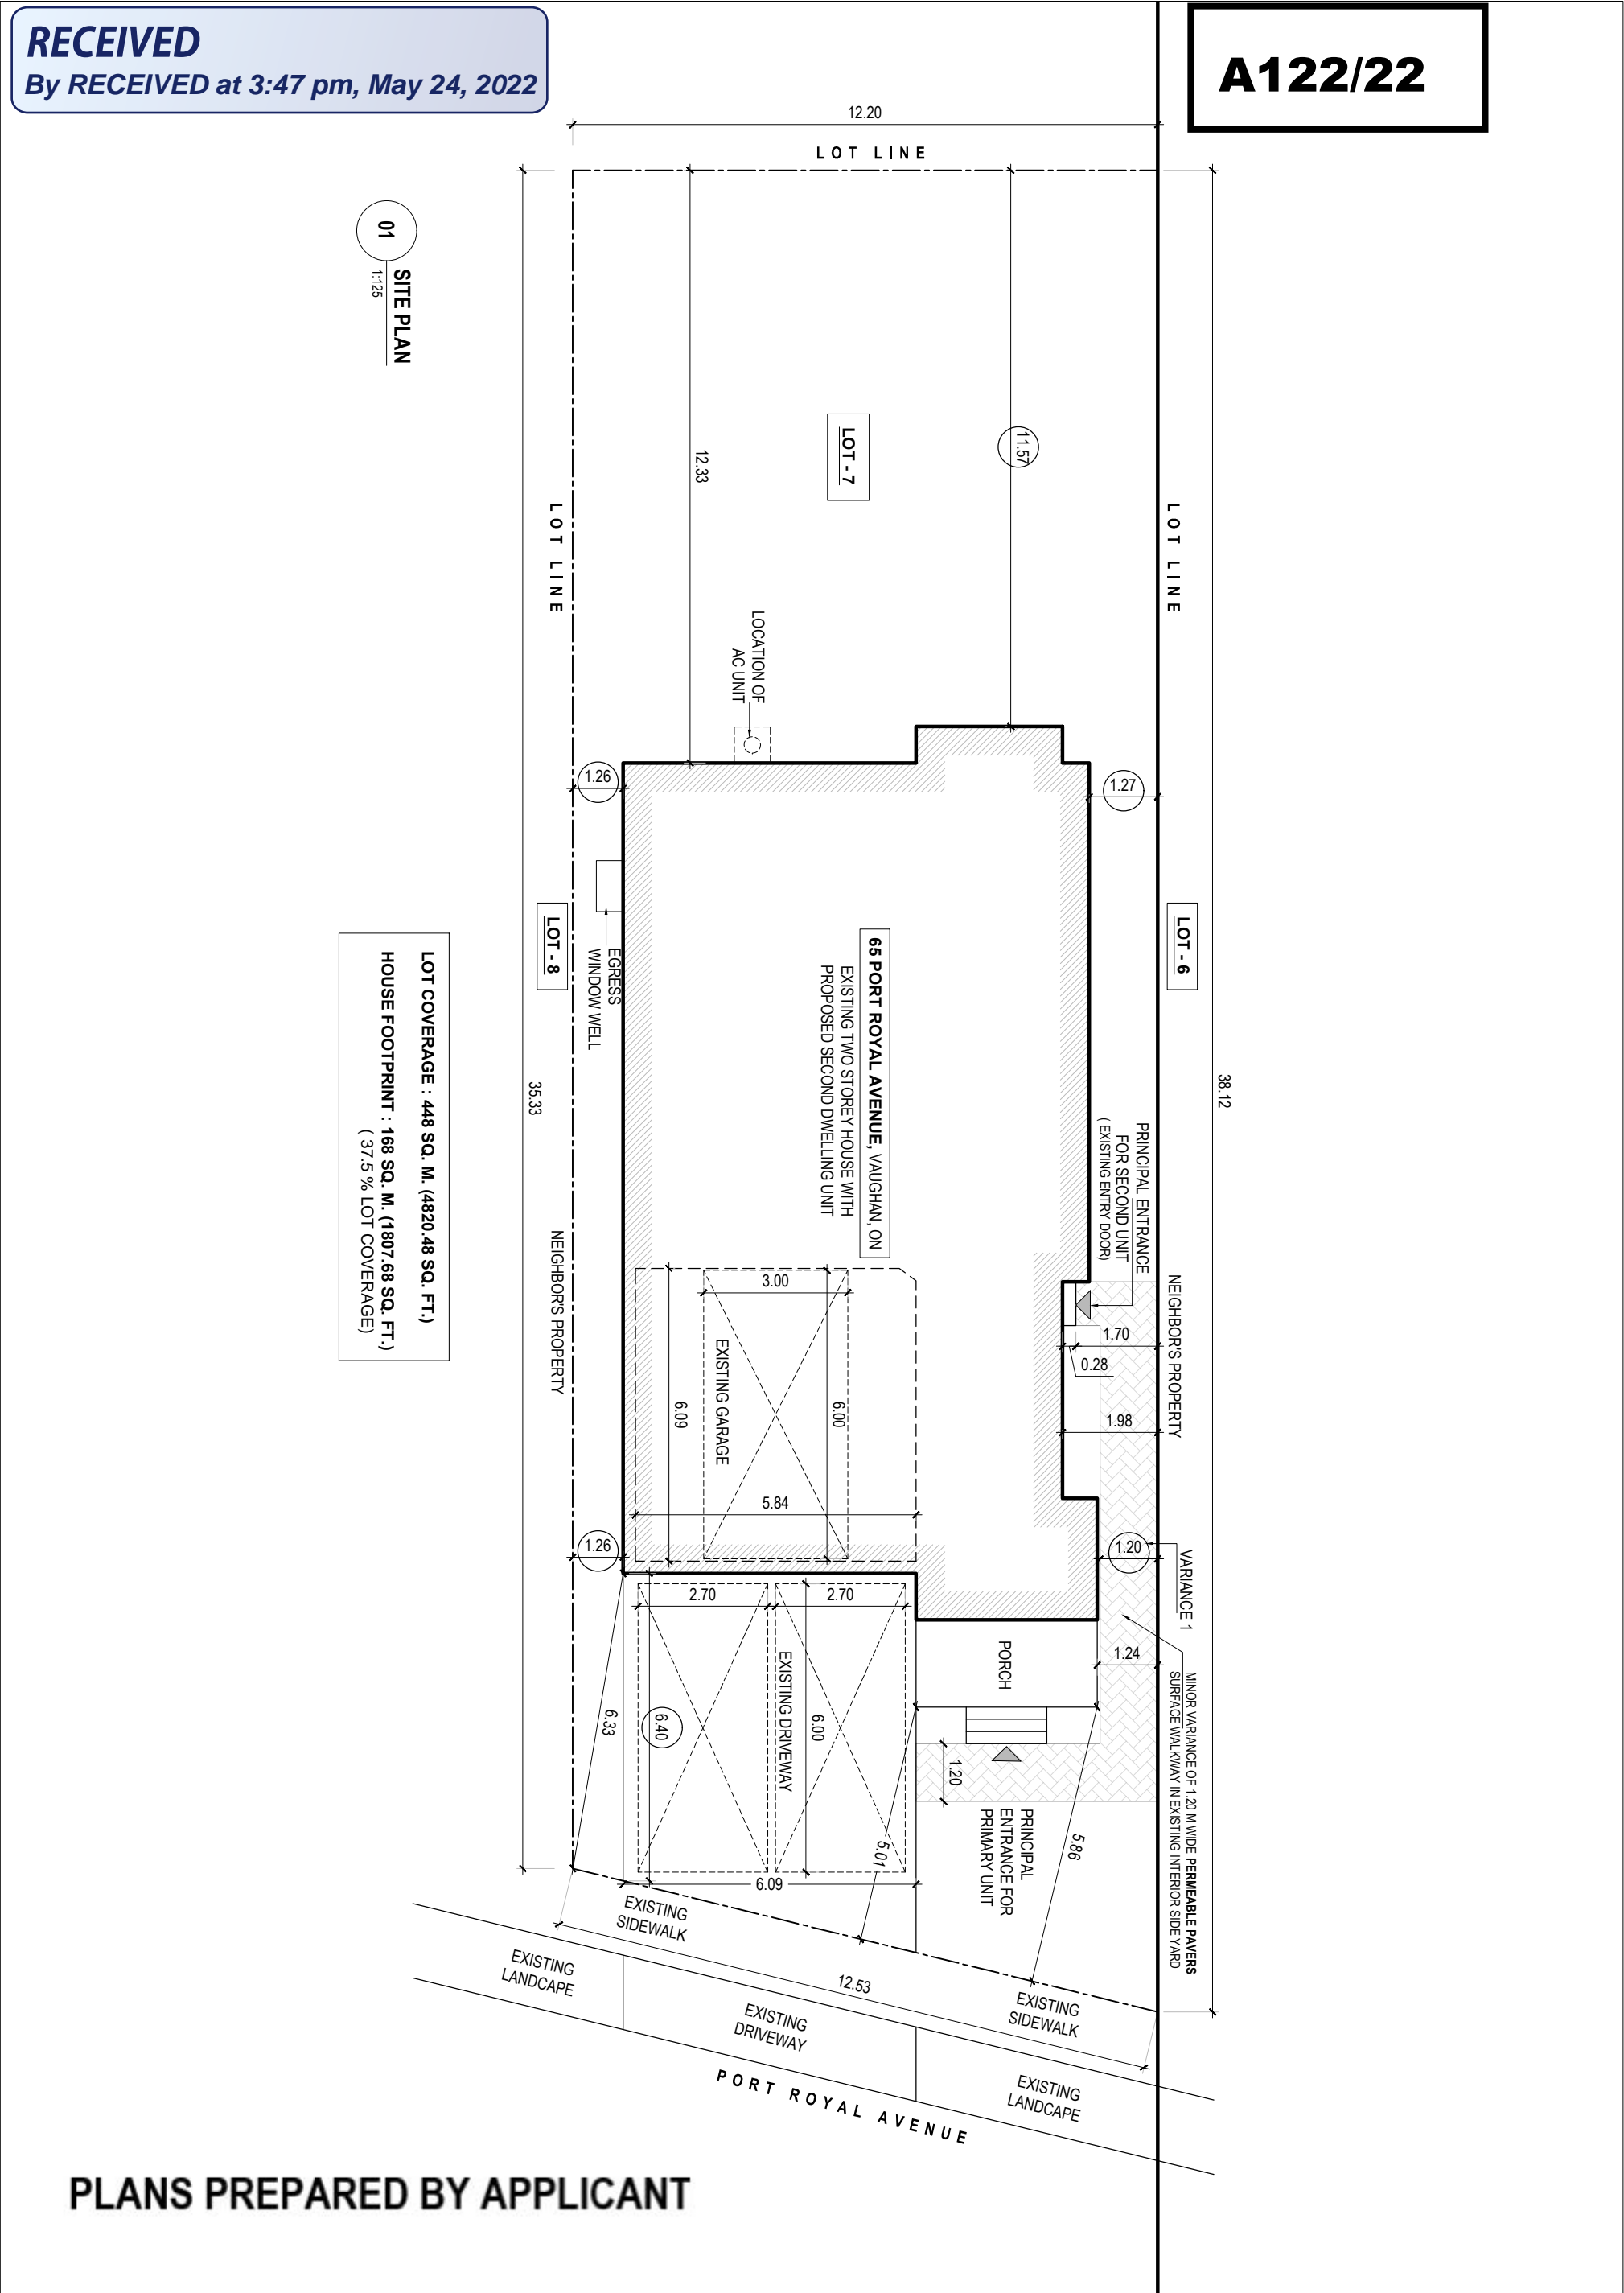 RECEIVED
By RECEIVED at 3:47 pm, May 24, 2022
A122/22
12.20
LOT LINE
01
SITE PLAN
1:125
LOT - 7
11.57
12.33
LOT LINE
LOT LINE
LOCATION OF
AC UNIT
1.26
1.27
EGRESS
WINDOW WELL
LOT - 8
LOT - 6
65 PORT ROYAL AVENUE, VAUGHAN, ON
EXISTING TWO STOREY HOUSE WITH
PROPOSED SECOND DWELLING UNIT
LOT COVERAGE : 448 SQ. M. (4820.48 SQ. FT.)
HOUSE FOOTPRINT : 168 SQ. M. (1807.68 SQ. FT.)
( 37.5 % LOT COVERAGE)
35.33
38.12
PRINCIPAL ENTRANCE
FOR SECOND UNIT
( EXISTING ENTRY DOOR)
NEIGHBOR'S PROPERTY
NEIGHBOR'S PROPERTY
3.00
1.70
0.28
EXISTING GARAGE
6.09
6.00
1.98
5.84
1.26
1.20
VARIANCE 1
MINOR VARIANCE OF 1.20 M WIDE PERMEABLE PAVERS
SURFACE WALKWAY IN EXISTING INTERIOR SIDE YARD
2.70
2.70
PORCH
1.24
EXISTING DRIVEWAY
6.33
6.40
6.00
1.20
PRINCIPAL
ENTRANCE FOR
PRIMARY UNIT
5.01
5.86
6.09
EXISTING
SIDEWALK
EXISTING
LANDCAPE
12.53
EXISTING
SIDEWALK
EXISTING
DRIVEWAY
EXISTING
LANDCAPE
PORT ROYAL AVENUE
PLANS PREPARED BY APPLICANT